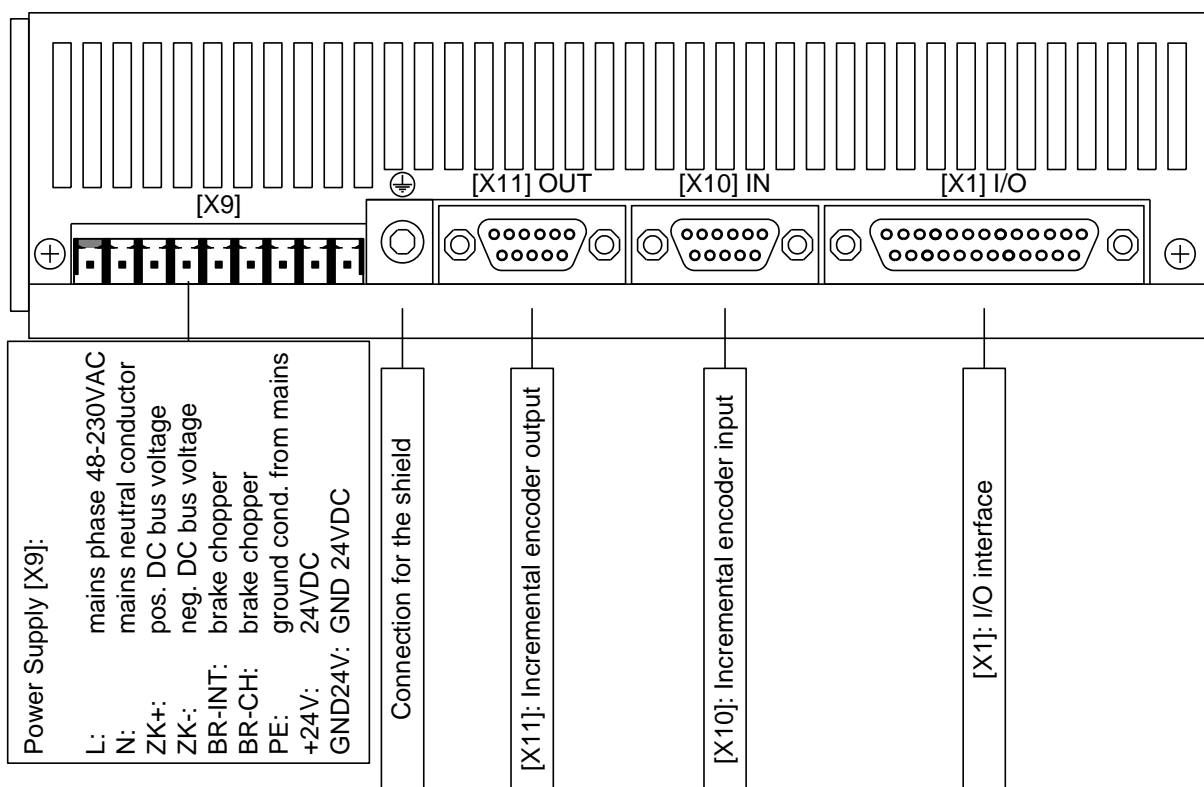 [X9]
[X11] OUT
[X10] IN
[X1] I/O
Power Supply [X9]:
L: mains phase 48-230VAC
N: mains neutral conductor
ZK+: pos. DC bus voltage
ZK-: neg. DC bus voltage
BR-INT: brake chopper
BR-CH: brake chopper
PE: ground cond. from mains
+24V: 24VDC
GND24V: GND 24VDC
Connection for the shield
[X11]: Incremental encoder output
[X10]: Incremental encoder input
[X1]: I/O interface